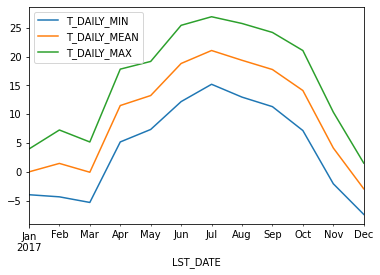 T_DAILY_MIN
T_DAILY_MEAN
T_DAILY_MAX
25
20
15
10
5
0
−5
Jan Feb Mar Apr May Jun Jul Aug Sep Oct Nov Dec
2017
LST_DATE